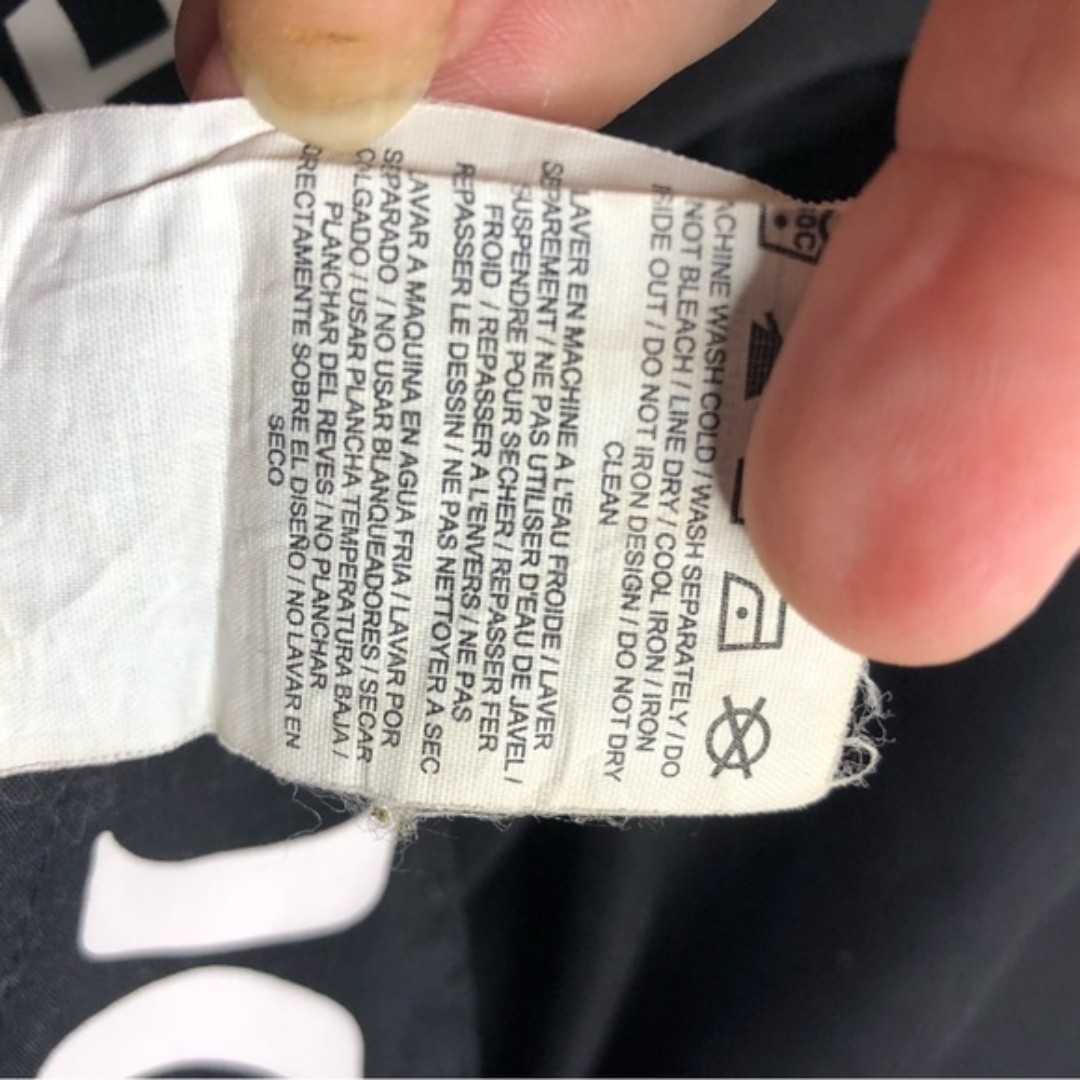 30C
MACHINE WASH COLD / WASH SEPARATELY / DO
NOT BLEACH / LINE DRY / COOL IRON / IRON
INSIDE OUT / DO NOT IRON DESIGN / DO NOT DRY
CLEAN
LAVER EN MACHINE A L'EAU FROIDE / LAVER
SEPAREMENT / NE PAS UTILISER D'EAU DE JAVEL /
SUSPENDRE POUR SECHER / REPASSER FER
FROID / REPASSER A L'ENVERS / NE PAS
REPASSER LE DESSIN / NE PAS NETTOYER A SEC
LAVAR A MAQUINA EN AGUA FRIA / LAVAR POR
SEPARADO / NO USAR BLANQUEADORES / SECAR
COLGADO / USAR PLANCHA TEMPERATURA BAJA /
PLANCHAR DEL REVES / NO PLANCHAR
DIRECTAMENTE SOBRE EL DISEÑO / NO LAVAR EN
SECO